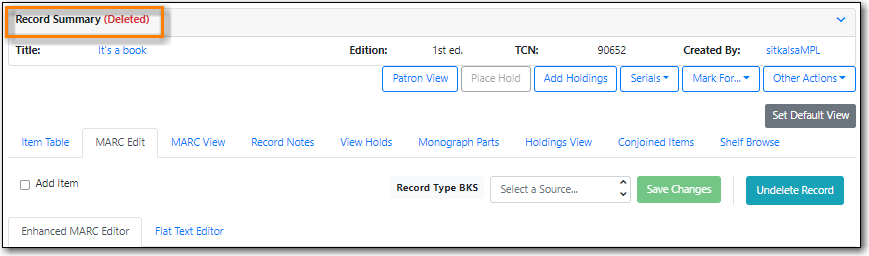 Record Summary (Deleted)
Title: It's a book Edition: 1st ed. TCN: 90652 Created By: sitkalsaMPL
Patron View Place Hold Add Holdings Serials Mark For... Other Actions
Set Default View
Item Table MARC Edit MARC View Record Notes View Holds Monograph Parts Holdings View Conjoined Items Shelf Browse
Add Item Record Type BKS Select a Source... Save Changes Undelete Record
Enhanced MARC Editor Flat Text Editor